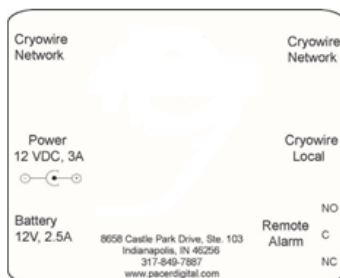 Cryowire
Network
Cryowire
Network
Power
12 VDC, 3A
Cryowire
Local
Battery
12V, 2.5A
Remote
Alarm
NO
C
NC
8658 Castle Park Drive, Ste. 103
Indianapolis, IN 46256
317-849-7887
www.pacerdigital.com